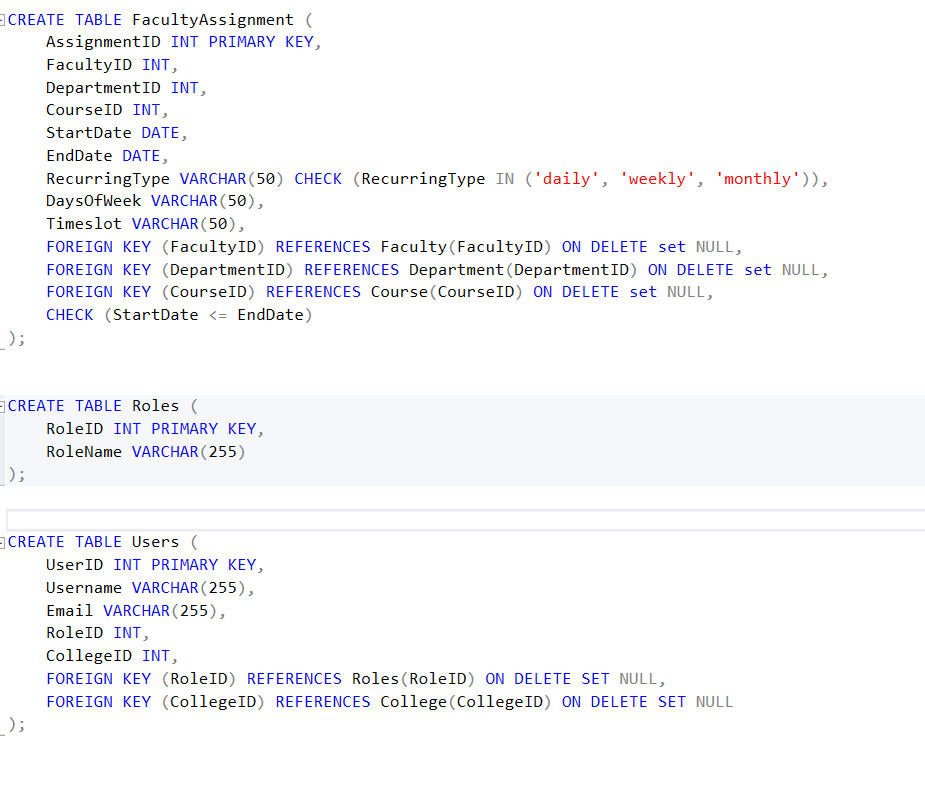 CREATE TABLE FacultyAssignment (
    AssignmentID INT PRIMARY KEY,
    FacultyID INT,
    DepartmentID INT,
    CourseID INT,
    StartDate DATE,
    EndDate DATE,
    RecurringType VARCHAR(50) CHECK (RecurringType IN ('daily', 'weekly', 'monthly')),
    DaysOfWeek VARCHAR(50),
    Timeslot VARCHAR(50),
    FOREIGN KEY (FacultyID) REFERENCES Faculty(FacultyID) ON DELETE set NULL,
    FOREIGN KEY (DepartmentID) REFERENCES Department(DepartmentID) ON DELETE set NULL,
    FOREIGN KEY (CourseID) REFERENCES Course(CourseID) ON DELETE set NULL,
    CHECK (StartDate <= EndDate)
);
CREATE TABLE Roles (
    RoleID INT PRIMARY KEY,
    RoleName VARCHAR(255)
);
CREATE TABLE Users (
    UserID INT PRIMARY KEY,
    Username VARCHAR(255),
    Email VARCHAR(255),
    RoleID INT,
    CollegeID INT,
    FOREIGN KEY (RoleID) REFERENCES Roles(RoleID) ON DELETE SET NULL,
    FOREIGN KEY (CollegeID) REFERENCES College(CollegeID) ON DELETE SET NULL
);